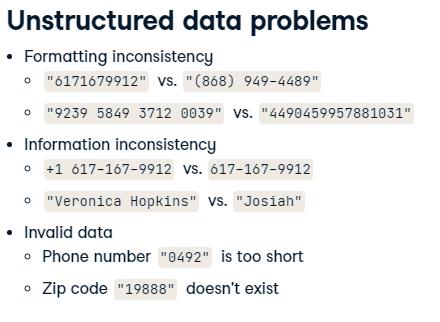 Unstructured data problems
• Formatting inconsistency
◦ "6171679912" vs. "(868) 949-4489"
◦ "9239 5849 3712 0039" vs. "4490459957881031"
• Information inconsistency
◦ +1 617-167-9912 vs. 617-167-9912
◦ "Veronica Hopkins" vs. "Josiah"
• Invalid data
◦ Phone number "0492" is too short
◦ Zip code "19888" doesn't exist